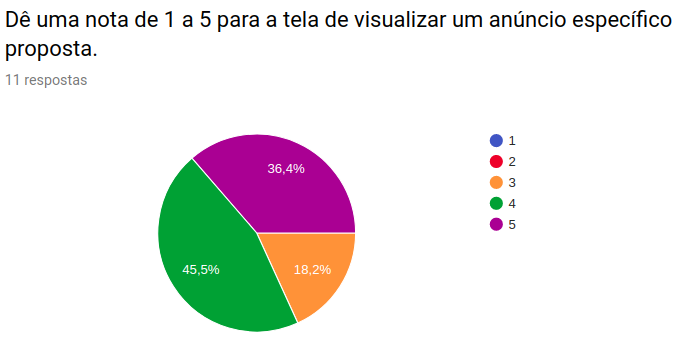 Dê uma nota de 1 a 5 para a tela de visualizar um anúncio específico
proposta.
11 respostas
36,4%
45,5%
18,2%
1
2
3
4
5